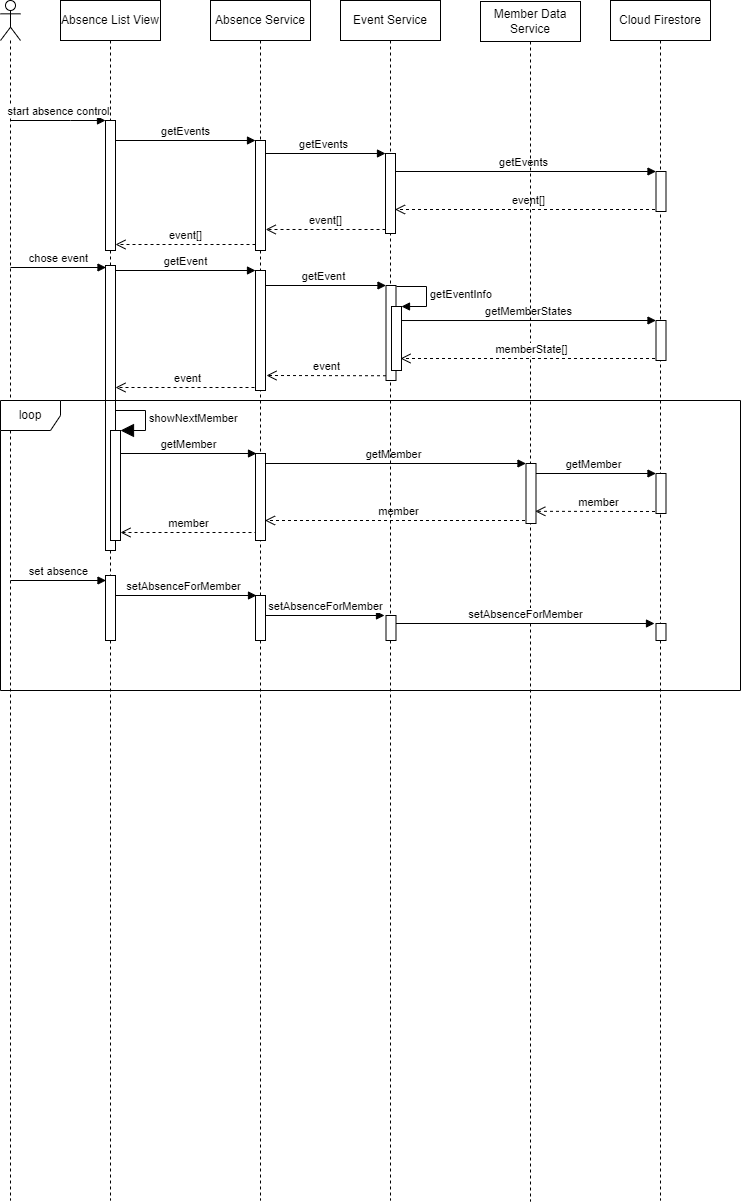 Absence List View
Absence Service
Event Service
Member Data
Service
Cloud Firestore
start absence control
getEvents
getEvents
getEvents
event[]
event[]
event[]
chose event
getEvent
getEvent
getEventInfo
getMemberStates
memberState[]
event
event
loop
showNextMember
getMember
getMember
getMember
member
member
member
set absence
setAbsenceForMember
setAbsenceForMember
setAbsenceForMember